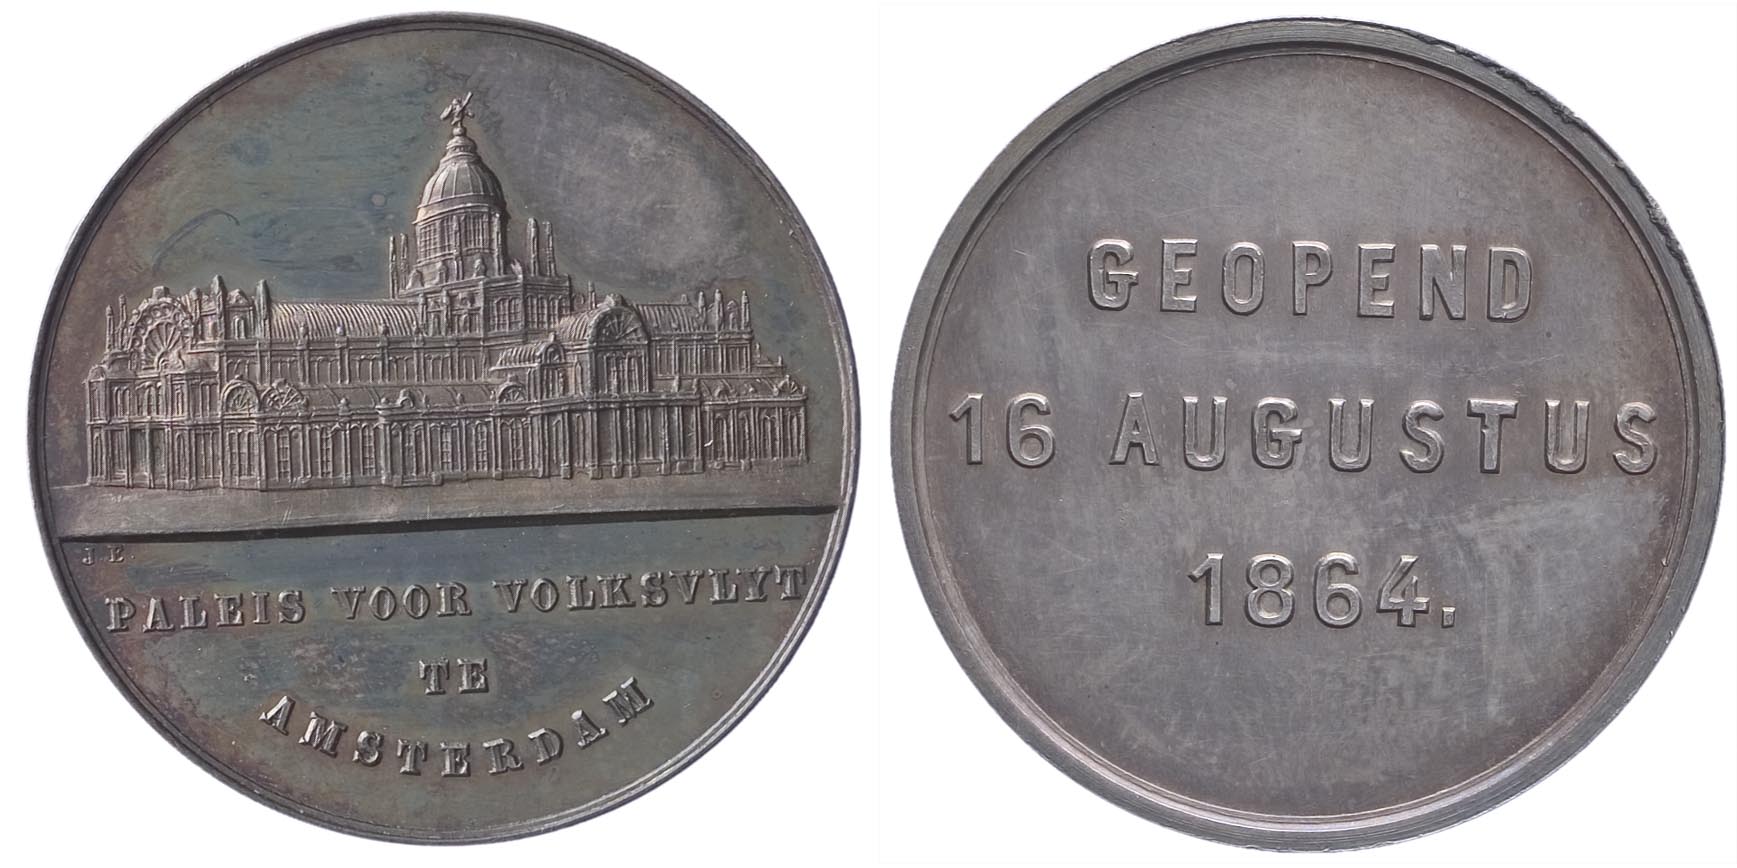 J E.
PALEIS VOOR VOLKSVLYT
TE
AMSTERDAM
GEOPEND
16 AUGUSTUS
1864.